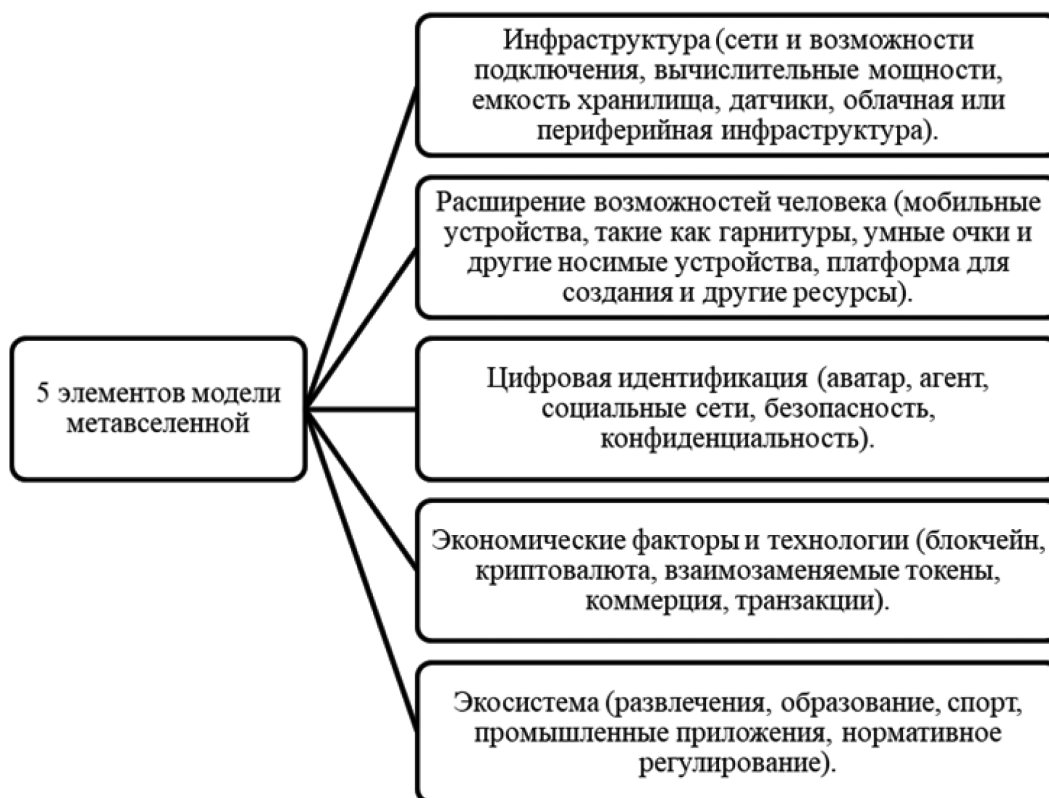 Инфраструктура (сети и возможности
подключения, вычислительные мощности,
емкость хранилища, датчики, облачная или
периферийная инфраструктура).
Расширение возможностей человека (мобильные
устройства, такие как гарнитуры, умные очки и
другие носимые устройства, платформа для
создания и другие ресурсы).
5 элементов модели
метавселенной
Цифровая идентификация (аватар, агент,
социальные сети, безопасность,
конфиденциальность).
Экономические факторы и технологии (блокчейн,
криптовалюта, взаимозаменяемые токены,
коммерция, транзакции).
Экосистема (развлечения, образование, спорт,
промышленные приложения, нормативное
регулирование).